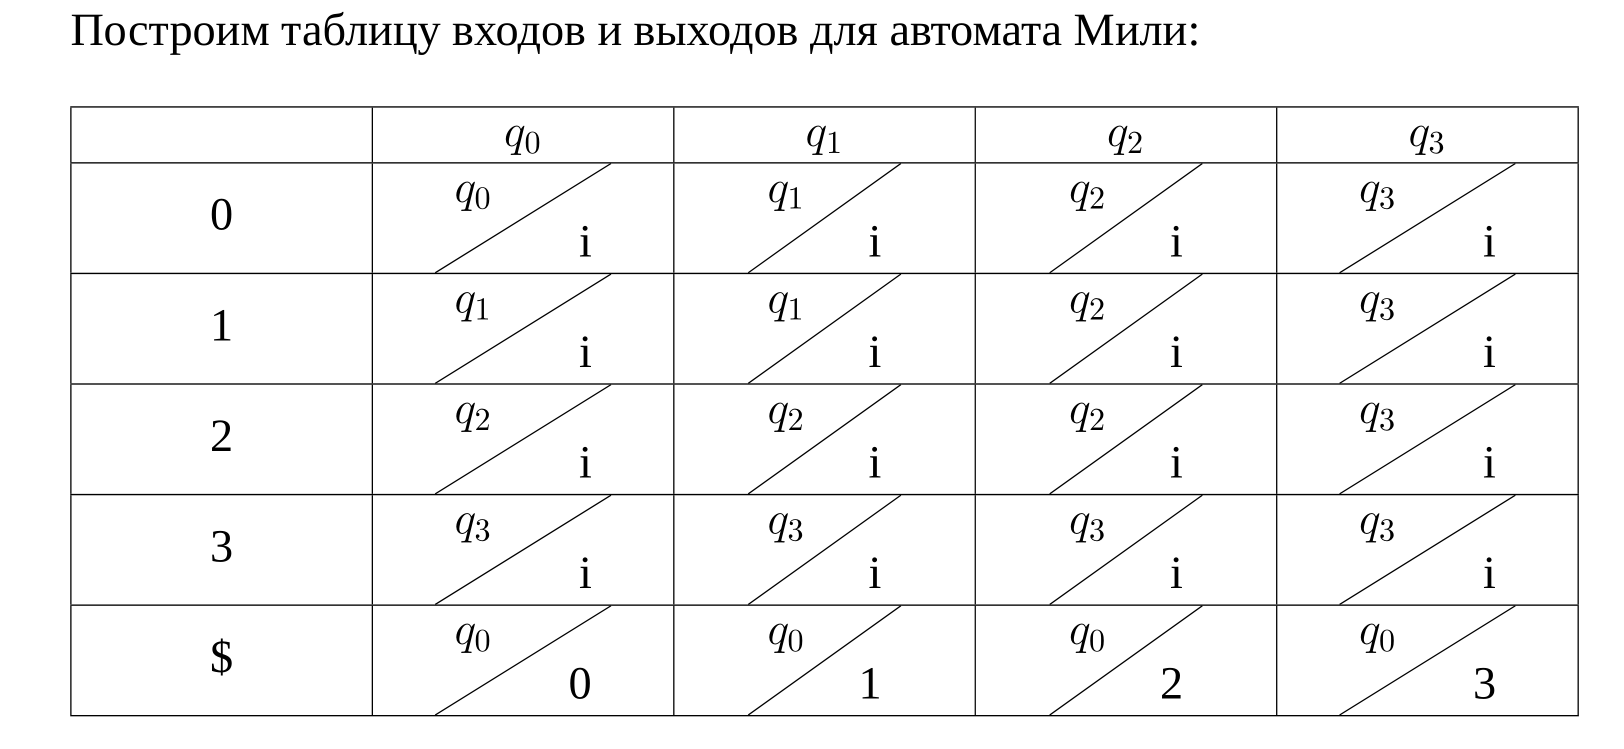 Построим таблицу входов и выходов для автомата Мили:
q₀ q₁ q₂ q₃
0 q₀ i q₁ i q₂ i q₃ i
1 q₁ i q₁ i q₂ i q₃ i
2 q₂ i q₂ i q₂ i q₃ i
3 q₃ i q₃ i q₃ i q₃ i
$ q₀ 0 q₀ 1 q₀ 2 q₀ 3